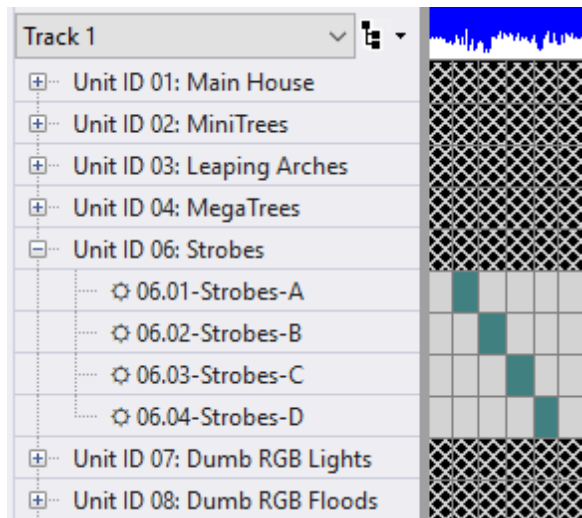 Track 1
Unit ID 01: Main House
Unit ID 02: MiniTrees
Unit ID 03: Leaping Arches
Unit ID 04: MegaTrees
Unit ID 06: Strobes
06.01-Strobes-A
06.02-Strobes-B
06.03-Strobes-C
06.04-Strobes-D
Unit ID 07: Dumb RGB Lights
Unit ID 08: Dumb RGB Floods